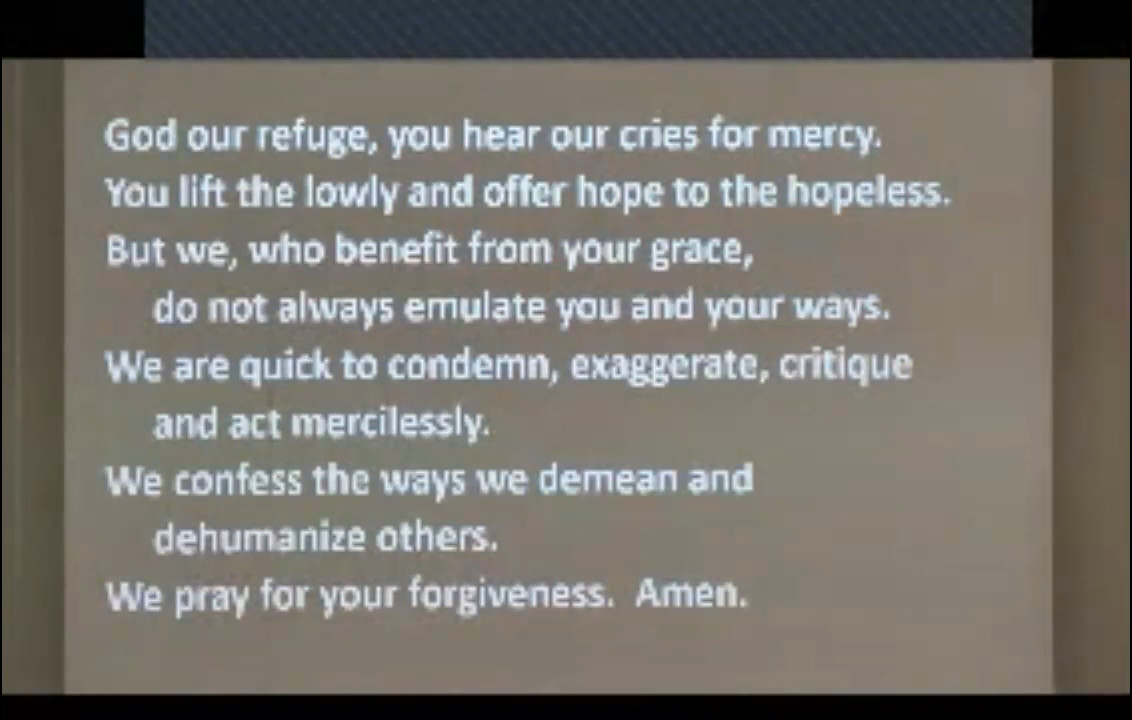 God our refuge, you hear our cries for mercy.
You lift the lowly and offer hope to the hopeless.
But we, who benefit from your grace,
do not always emulate you and your ways.
We are quick to condemn, exaggerate, critique
and act mercilessly.
We confess the ways we demean and
dehumanize others.
We pray for your forgiveness.  Amen.